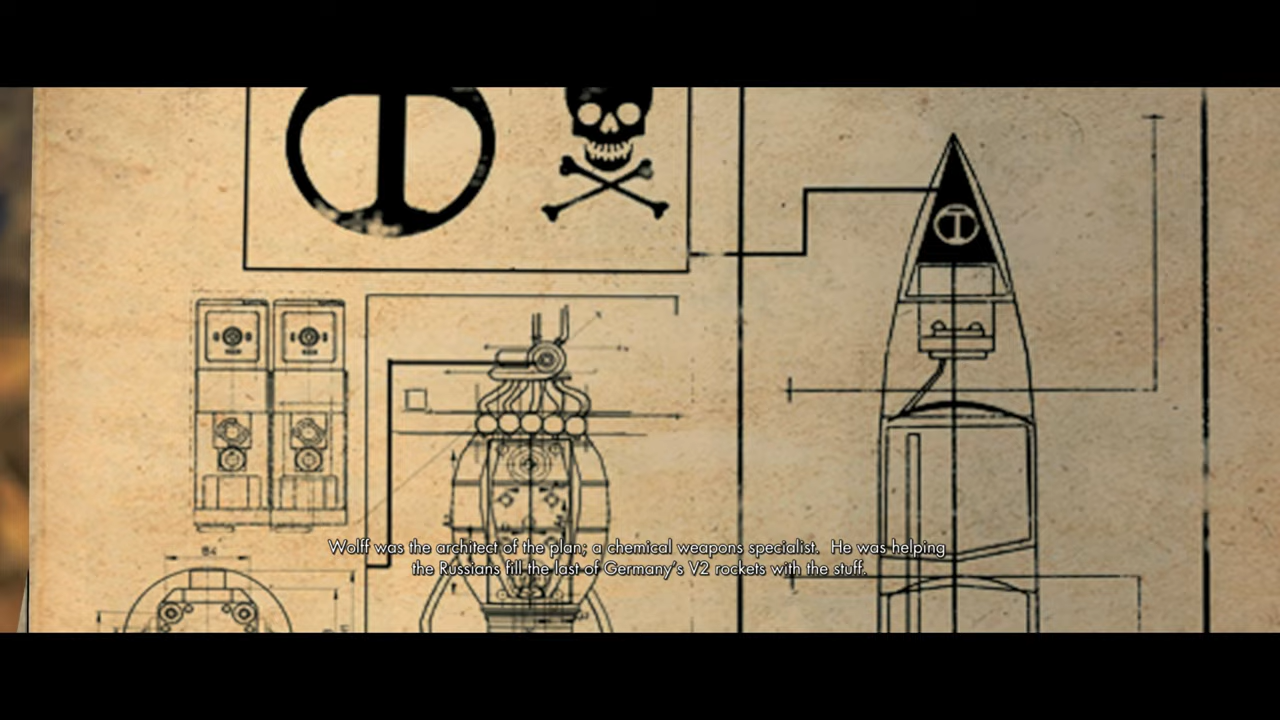 Wolff was the architect of the plan; a chemical weapons specialist. He was helping
the Russians fill the last of Germany's V2 rockets with the stuff.
84